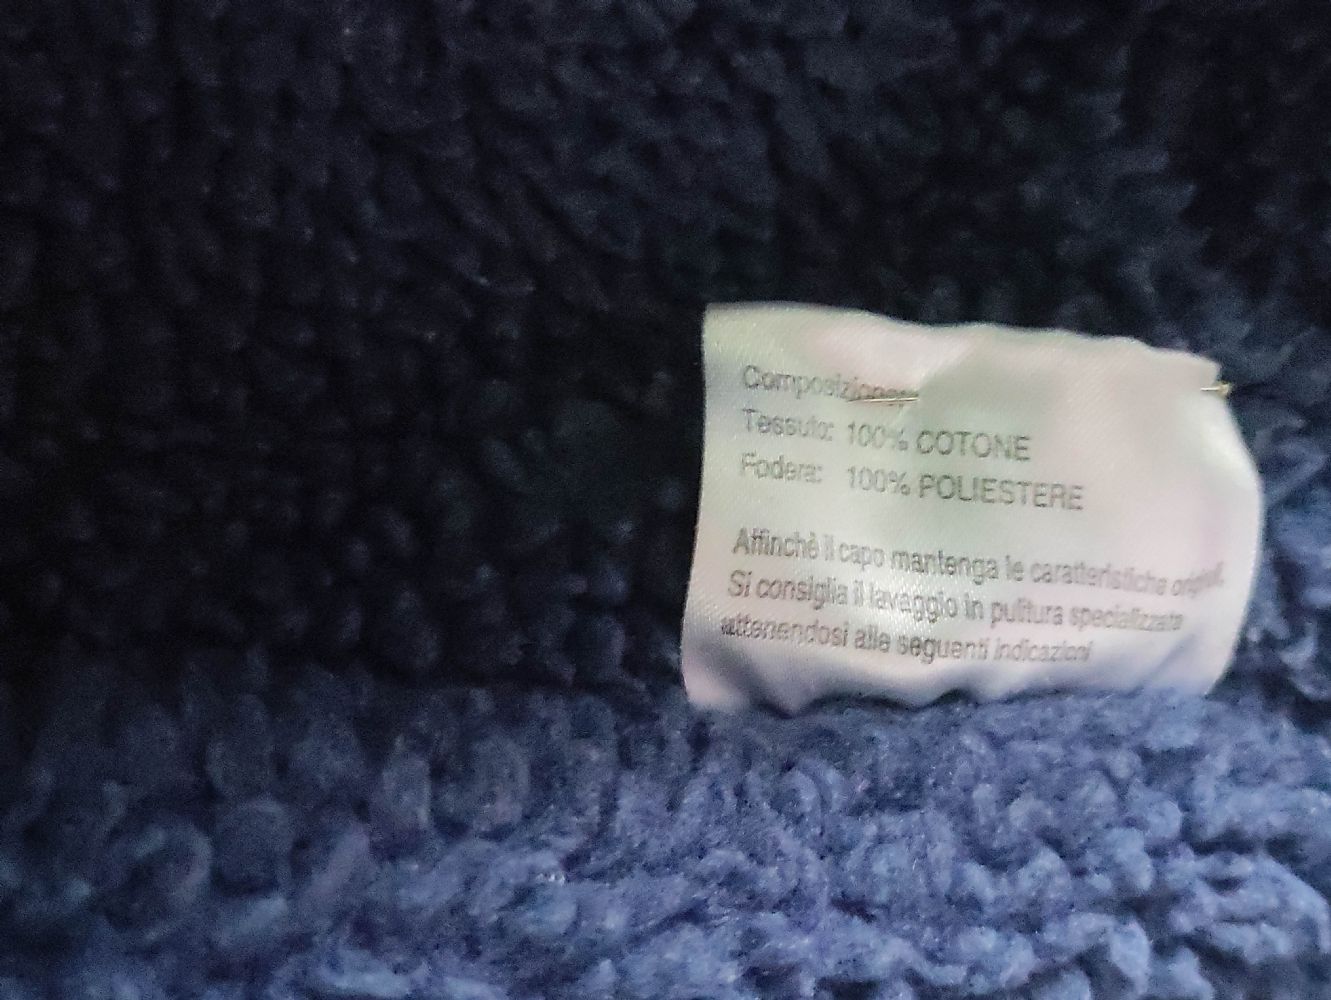 Composizione:
Tessuto: 100% COTONE
Fodera: 100% POLIESTERE
Affinchè il capo mantenga le caratteristiche
Si consiglia il lavaggio in pulitura specializzata
attenendosi alle seguenti indicazioni